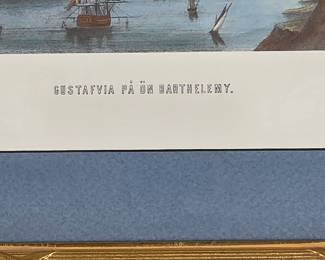 GUSTAFVIA PÅ ÖN BARTHELEMY.